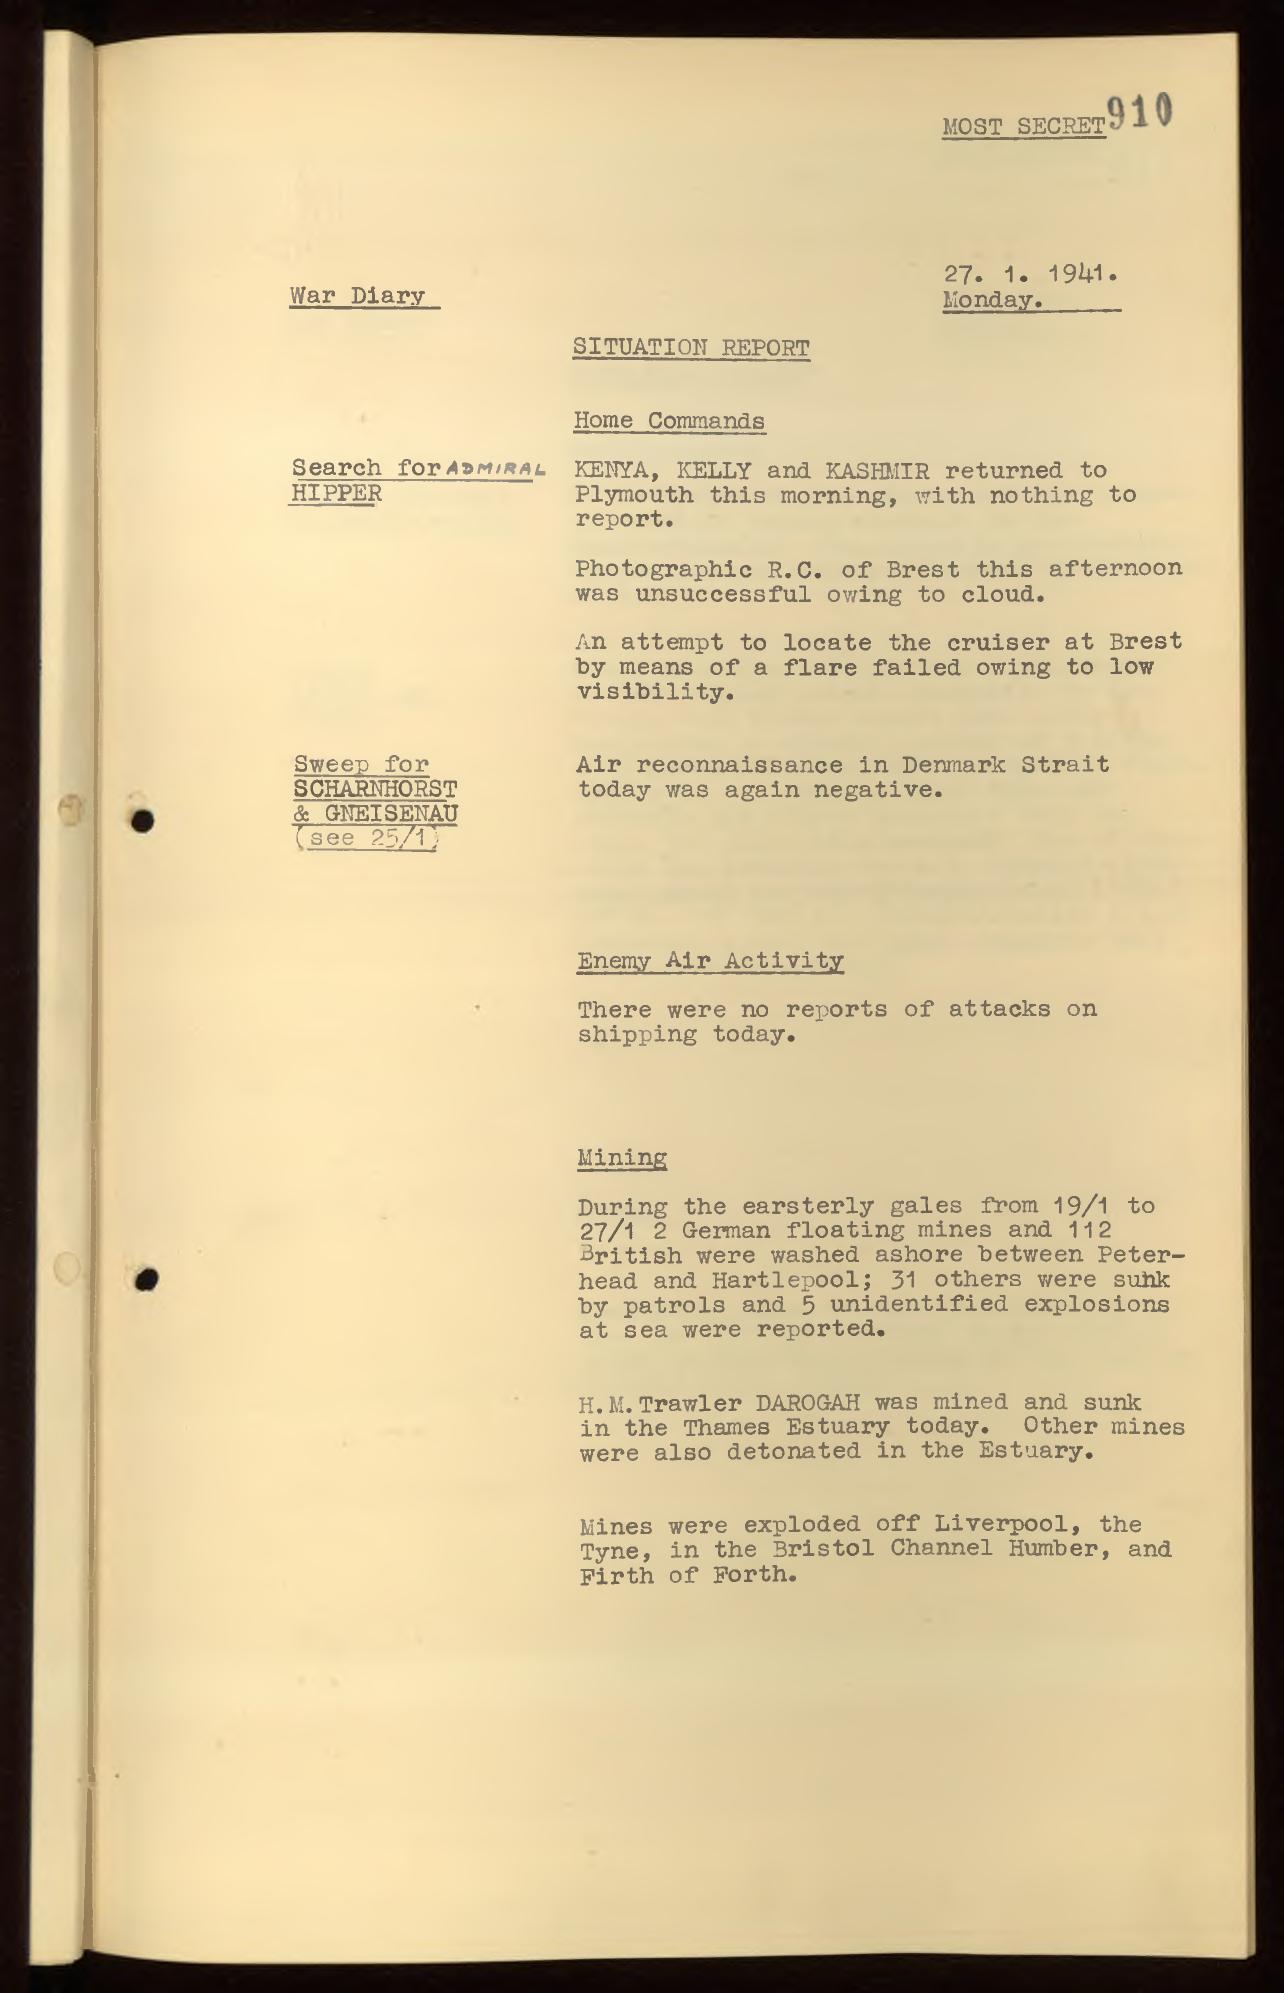 MOST SECRET 910
27. 1. 1941.
War Diary
Monday.
SITUATION REPORT
Home Commands
Search for ADMIRAL
HIPPER
KENYA, KELLY and KASHMIR returned to
Plymouth this morning, with nothing to
report.
Photographic R.C. of Brest this afternoon
was unsuccessful owing to cloud.
An attempt to locate the cruiser at Brest
by means of a flare failed owing to low
visibility.
Sweep for
SCHARNHORST
& GNEISENAU
(see 25/1)
Air reconnaissance in Denmark Strait
today was again negative.
Enemy Air Activity
There were no reports of attacks on
shipping today.
Mining
During the earsterly gales from 19/1 to
27/1 2 German floating mines and 112
British were washed ashore between Peter-
head and Hartlepool; 31 others were sunk
by patrols and 5 unidentified explosions
at sea were reported.
H.M.Trawler DAROGAH was mined and sunk
in the Thames Estuary today. Other mines
were also detonated in the Estuary.
Mines were exploded off Liverpool, the
Tyne, in the Bristol Channel Humber, and
Firth of Forth.